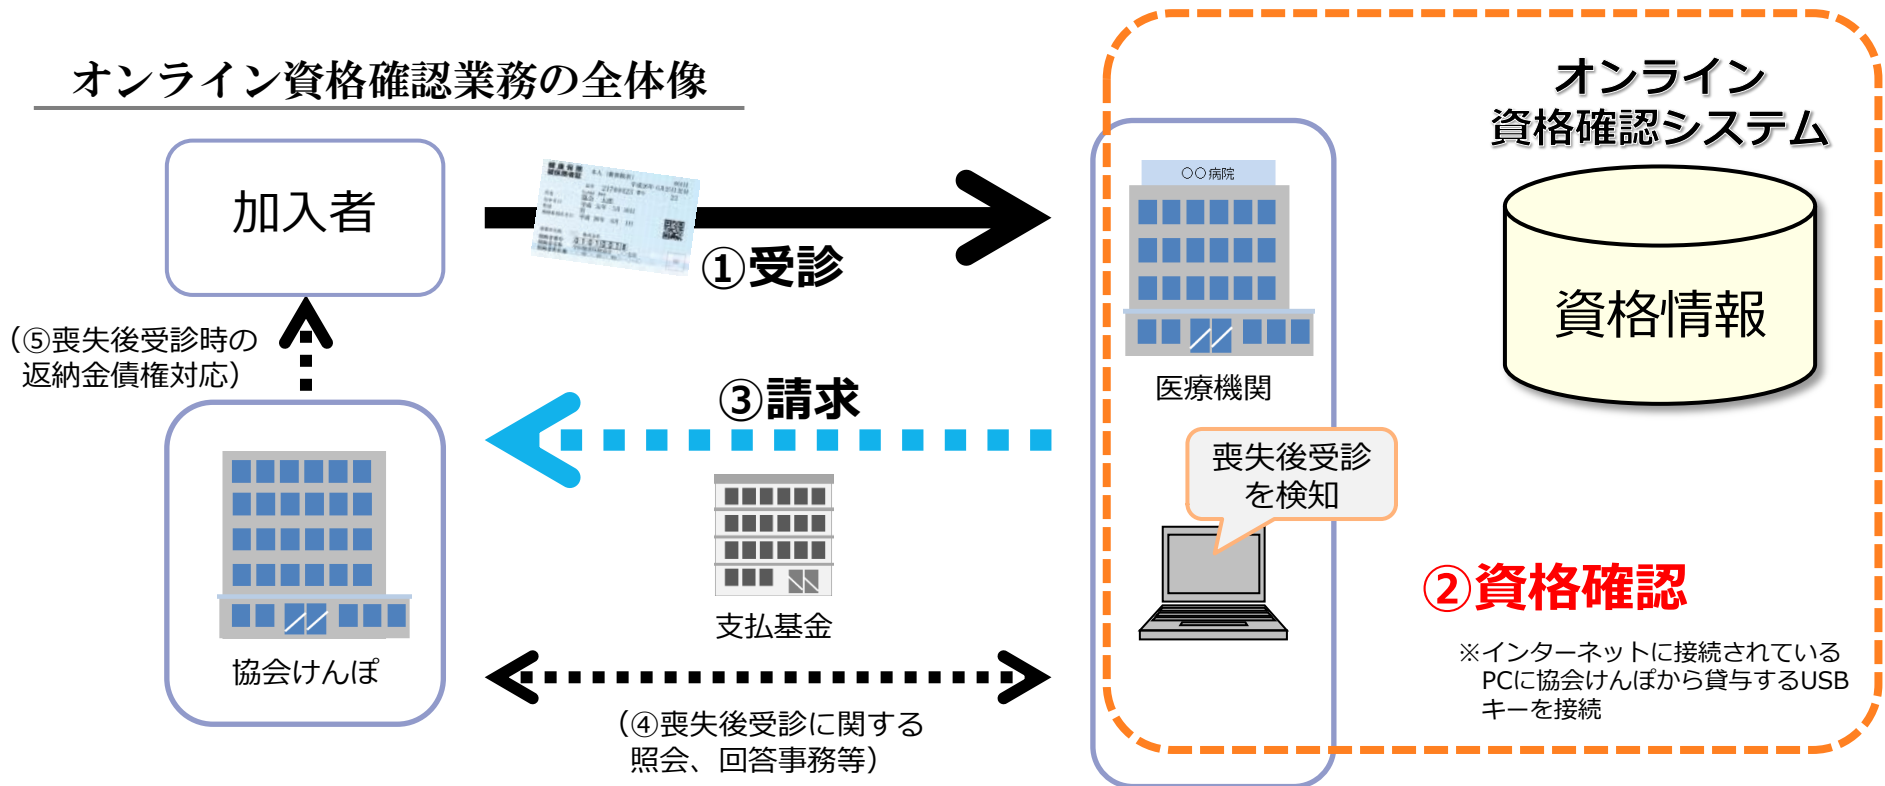 オンライン資格確認業務の全体像
オンライン
資格確認システム
加入者
①受診
〇〇病院
資格情報
医療機関
(⑤喪失後受診時の
返納金債権対応)
③請求
喪失後受診
を検知
支払基金
協会けんぽ
②資格確認
※インターネットに接続されている
PCに協会けんぽから貸与するUSB
キーを接続
(④喪失後受診に関する
照会、回答事務等)